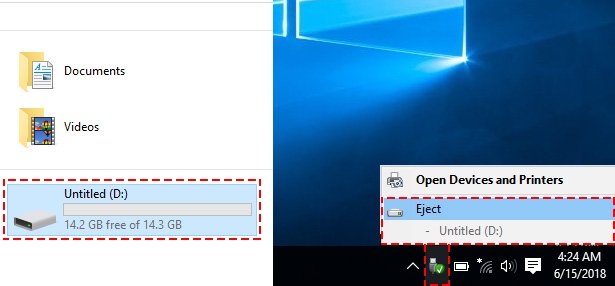 Documents
Videos
Untitled (D:)
14.2 GB free of 14.3 GB
Open Devices and Printers
Eject
- Untitled (D:)
4:24 AM
6/15/2018